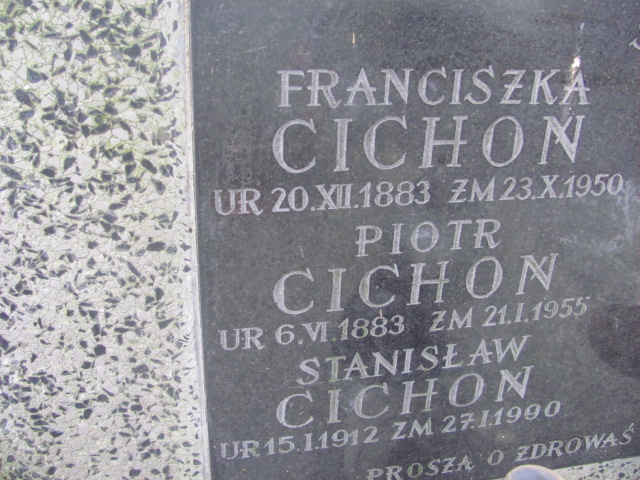 FRANCISZKA
CICHOŃ
UR 20.XII.1883 ZM 23.X.1950
PIOTR
CICHOŃ
UR 6.VI.1883 ZM 21.I.1955
STANISŁAW
CICHOŃ
UR 15.I.1912 ZM 27.I.1990
PROSZĄ O ZDROWAŚ